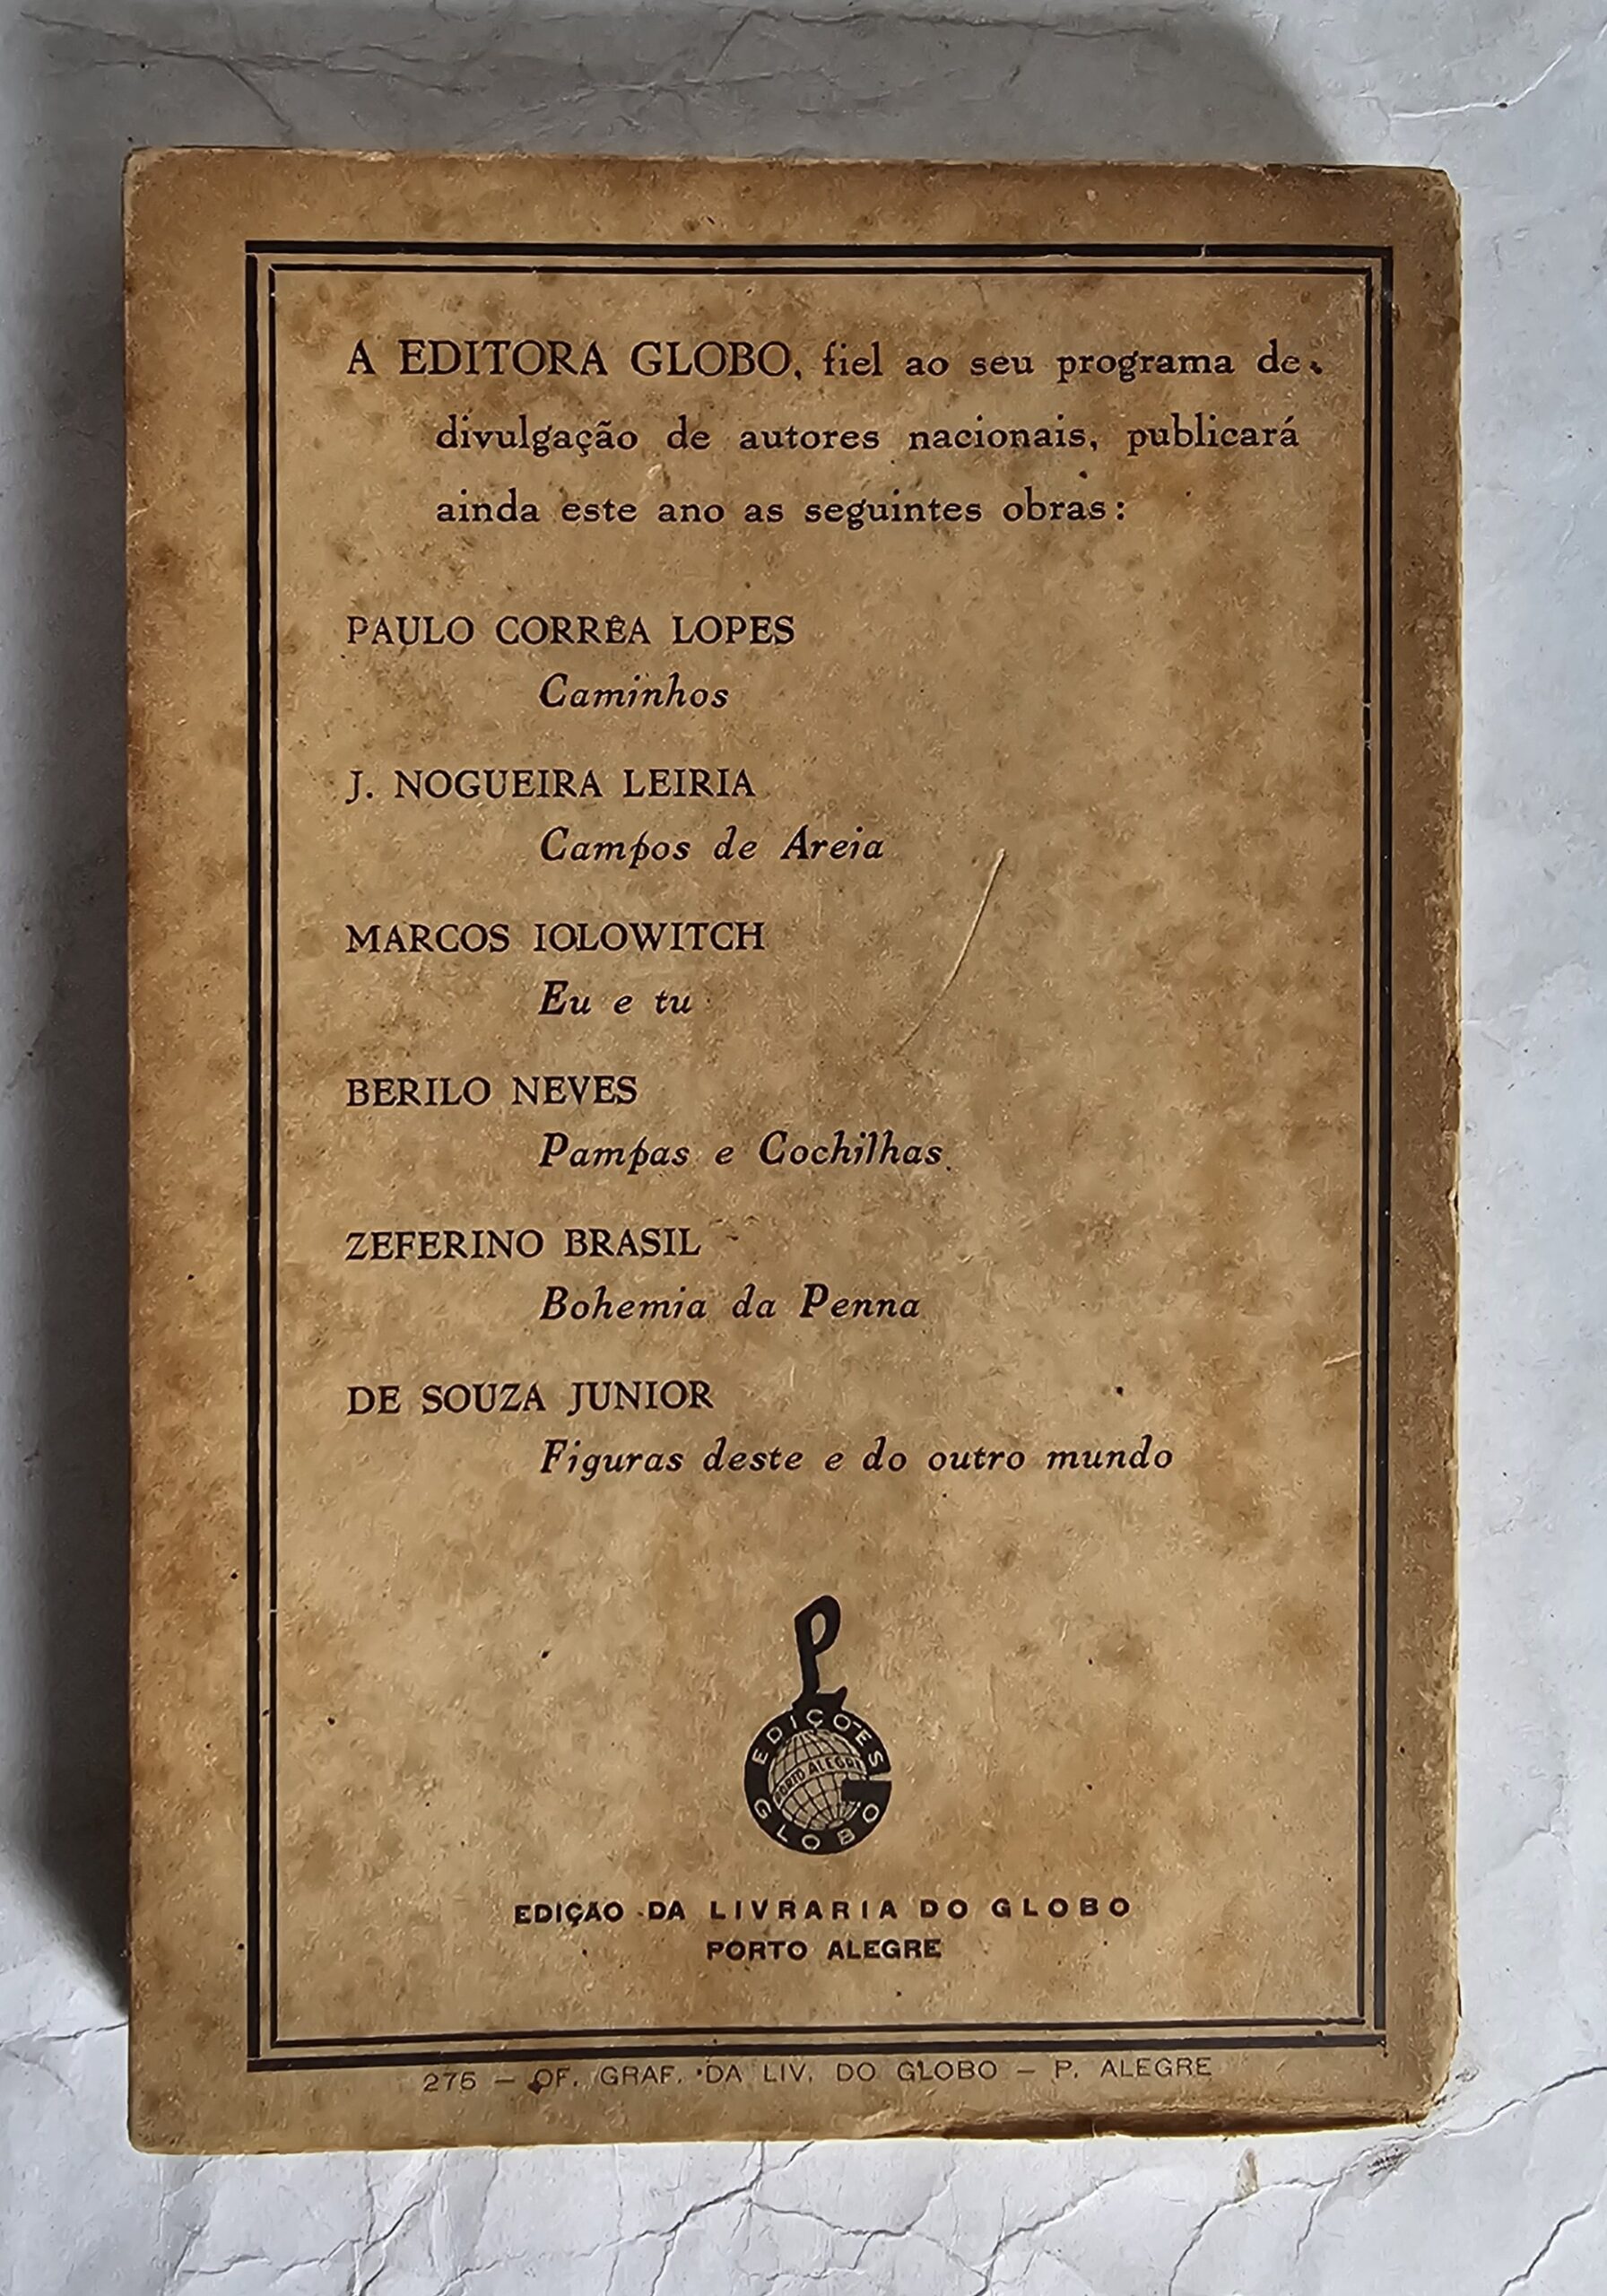 A EDITORA GLOBO, fiel ao seu programa de
divulgação de autores nacionais, publicará
ainda este ano as seguintes obras:
PAULO CORRÊA LOPES
Caminhos
J. NOGUEIRA LEIRIA
Campos de Areia
MARCOS IOLOWITCH
Eu e tu
BERILO NEVES
Pampas e Cochilhas
ZEFERINO BRASIL
Bohemia da Penna
DE SOUZA JUNIOR
Figuras deste e do outro mundo
EDIÇÕES
PORTO ALEGRE
GLOBO
EDIÇÃO DA LIVRARIA DO GLOBO
PORTO ALEGRE
275 — OF. GRAF. DA LIV. DO GLOBO — P. ALEGRE